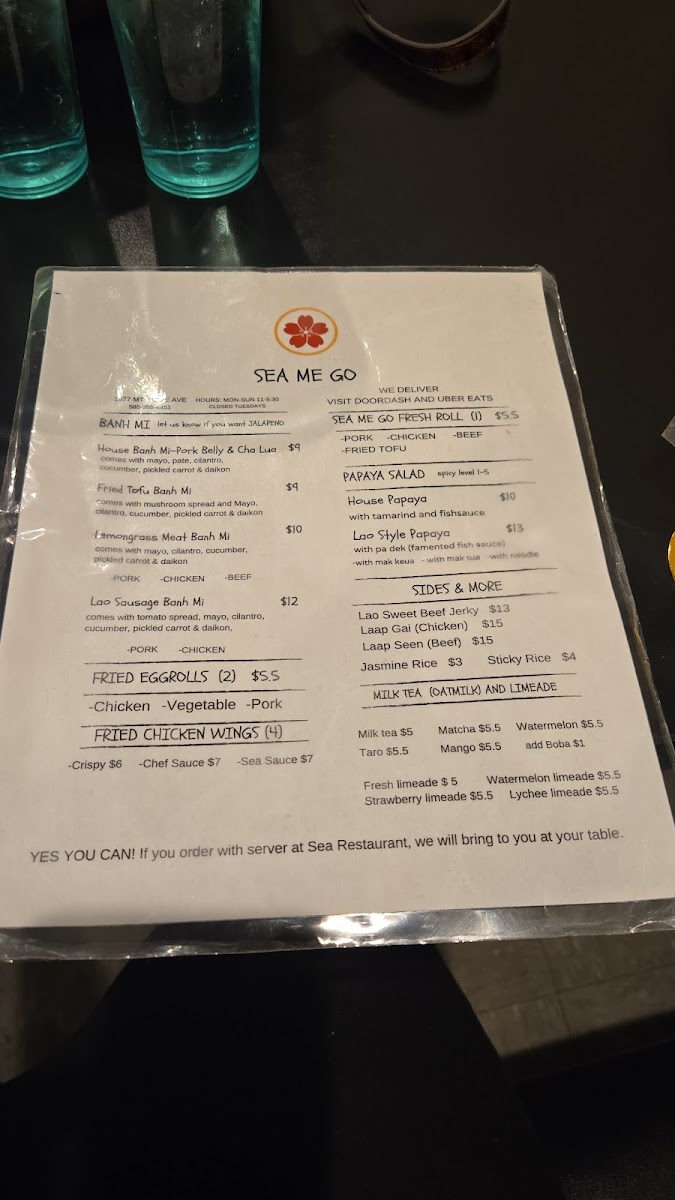 SEA ME GO
AVE HOURS: MON-SUN 11-5:30
CLOSED TUESDAYS
BANH MI let us know if you want JALAPENO
House Banh Mi-Pork Belly & Cha Lua $9
comes with mayo, pate, cilantro,
cucumber, pickled carrot & daikon
Fried Tofu Banh Mi $9
comes with mushroom spread and Mayo,
cilantro, cucumber, pickled carrot & daikon
Lemongrass Meat Banh Mi $10
comes with mayo, cilantro, cucumber,
pickled carrot & daikon
-PORK -CHICKEN -BEEF
Lao Sausage Banh Mi $12
comes with tomato spread, mayo, cilantro,
cucumber, pickled carrot & daikon,
-PORK -CHICKEN
FRIED EGGROLLS (2) $5.5
-Chicken -Vegetable -Pork
FRIED CHICKEN WINGS (4)
-Crispy $6 -Chef Sauce $7 -Sea Sauce $7
WE DELIVER
VISIT DOORDASH AND UBER EATS
SEA ME GO FRESH ROLL (1) $5.5
-PORK -CHICKEN -BEEF
-FRIED TOFU
PAPAYA SALAD spicy level 1-5
House Papaya $10
with tamarind and fishsauce
Lao Style Papaya $13
with pa dek (famented fish sauce)
-with mak keua -with mak tua -with noodle
SIDES & MORE
Lao Sweet Beef Jerky $13
Laap Gai (Chicken) $15
Laap Seen (Beef) $15
Jasmine Rice $3 Sticky Rice $4
MILK TEA (OATMILK) AND LIMEADE
Milk tea $5 Matcha $5.5 Watermelon $5.5
Taro $5.5 Mango $5.5 add Boba $1
Fresh limeade $ 5 Watermelon limeade $5.5
Strawberry limeade $5.5 Lychee limeade $5.5
YES YOU CAN! If you order with server at Sea Restaurant, we will bring to you at your table.